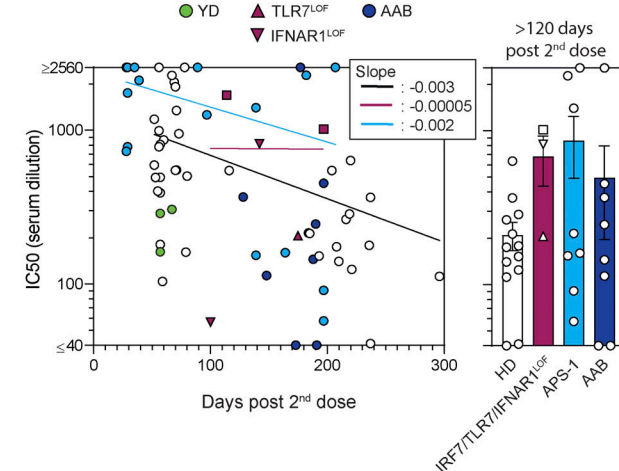 YD
TLR7LOF
AAB
IFNAR1LOF
>120 days
post 2nd dose
≥2560
1000
100
≤40
IC50 (serum dilution)
Slope
: -0.003
: -0.00005
: -0.002
0
100
200
300
Days post 2nd dose
HD
IRF7/TLR7/IFNAR1LOF
APS-1
AAB